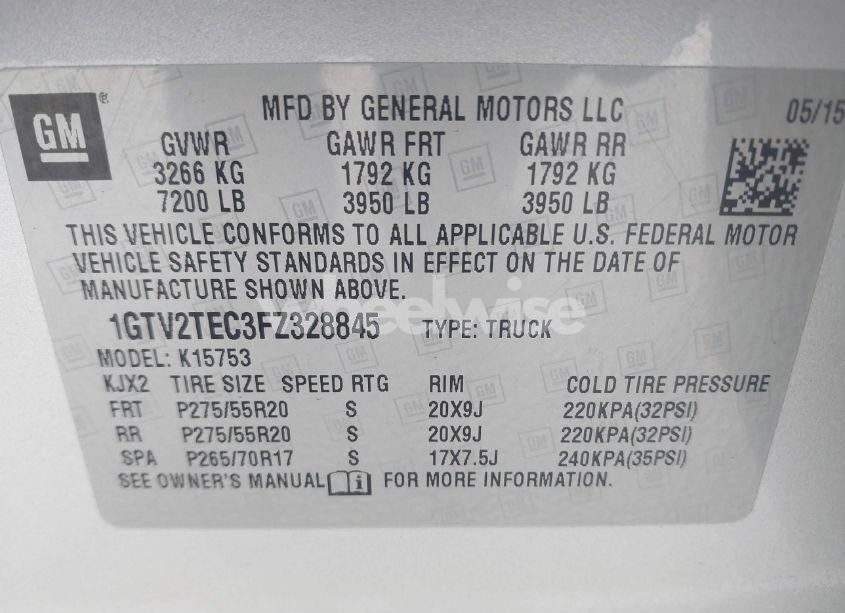 GM
MFD BY GENERAL MOTORS LLC 05/15
GVWR GAWR FRT GAWR RR
3266 KG 1792 KG 1792 KG
7200 LB 3950 LB 3950 LB
THIS VEHICLE CONFORMS TO ALL APPLICABLE U.S. FEDERAL MOTOR
VEHICLE SAFETY STANDARDS IN EFFECT ON THE DATE OF
MANUFACTURE SHOWN ABOVE.
Wheelwise
1GTV2TEC3FZ328845 TYPE: TRUCK
MODEL: K15753
KJX2 TIRE SIZE SPEED RTG RIM COLD TIRE PRESSURE
FRT P275/55R20 S 20X9J 220KPA(32PSI)
RR P275/55R20 S 20X9J 220KPA(32PSI)
SPA P265/70R17 S 17X7.5J 240KPA(35PSI)
SEE OWNER'S MANUAL FOR MORE INFORMATION.